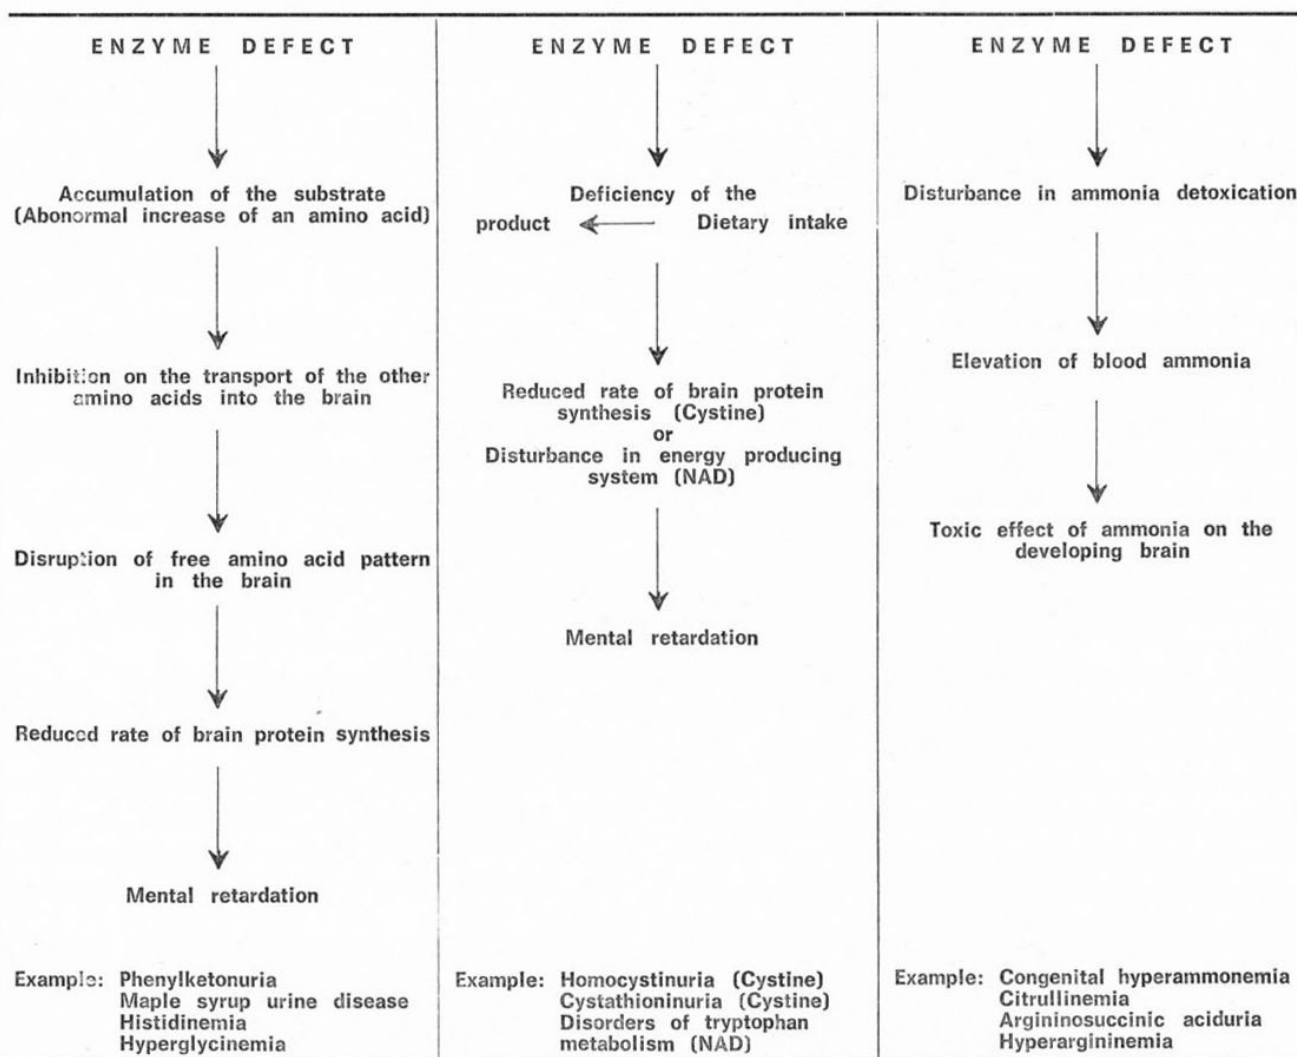 ENZYME DEFECT
Accumulation of the substrate
(Abonormal increase of an amino acid)
Inhibition on the transport of the other
amino acids into the brain
Disruption of free amino acid pattern
in the brain
Reduced rate of brain protein synthesis
Mental retardation
Example: Phenylketonuria
Maple syrup urine disease
Histidinemia
Hyperglycinemia
ENZYME DEFECT
Deficiency of the
product Dietary intake
Reduced rate of brain protein
synthesis (Cystine)
or
Disturbance in energy producing
system (NAD)
Mental retardation
Example: Homocystinuria (Cystine)
Cystathioninuria (Cystine)
Disorders of tryptophan
metabolism (NAD)
ENZYME DEFECT
Disturbance in ammonia detoxication
Elevation of blood ammonia
Toxic effect of ammonia on the
developing brain
Example: Congenital hyperammonemia
Citrullinemia
Argininosuccinic aciduria
Hyperargininemia